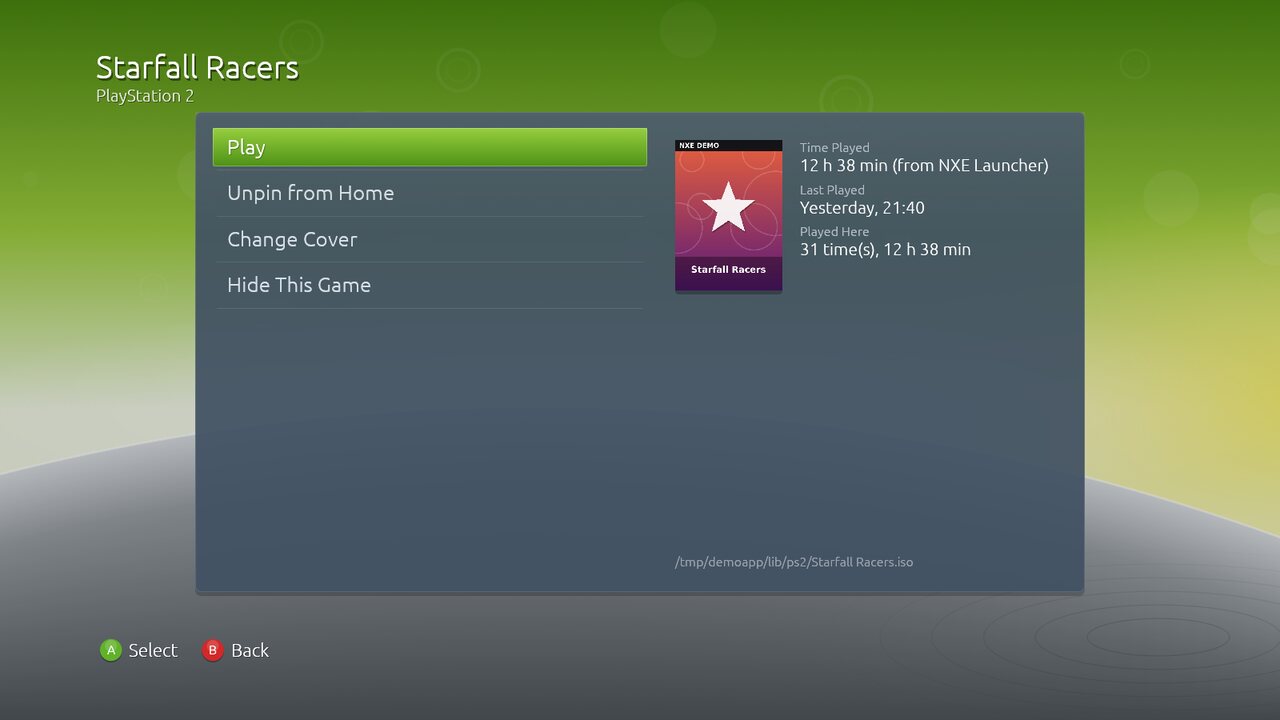 Starfall Racers
PlayStation 2
Play
Unpin from Home
Change Cover
Hide This Game
NXE DEMO
Starfall Racers
Time Played
12 h 38 min (from NXE Launcher)
Last Played
Yesterday, 21:40
Played Here
31 time(s), 12 h 38 min
/tmp/demoapp/lib/ps2/Starfall Racers.iso
A Select B Back